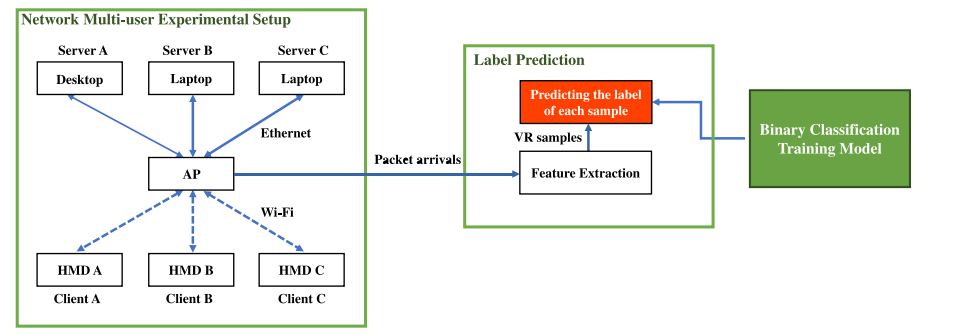 Network Multi-user Experimental Setup
Server A
Server B
Server C
Desktop
Laptop
Laptop
Ethernet
AP
Wi-Fi
HMD A
HMD B
HMD C
Client A
Client B
Client C
Packet arrivals
Label Prediction
Predicting the label
of each sample
VR samples
Feature Extraction
Binary Classification
Training Model